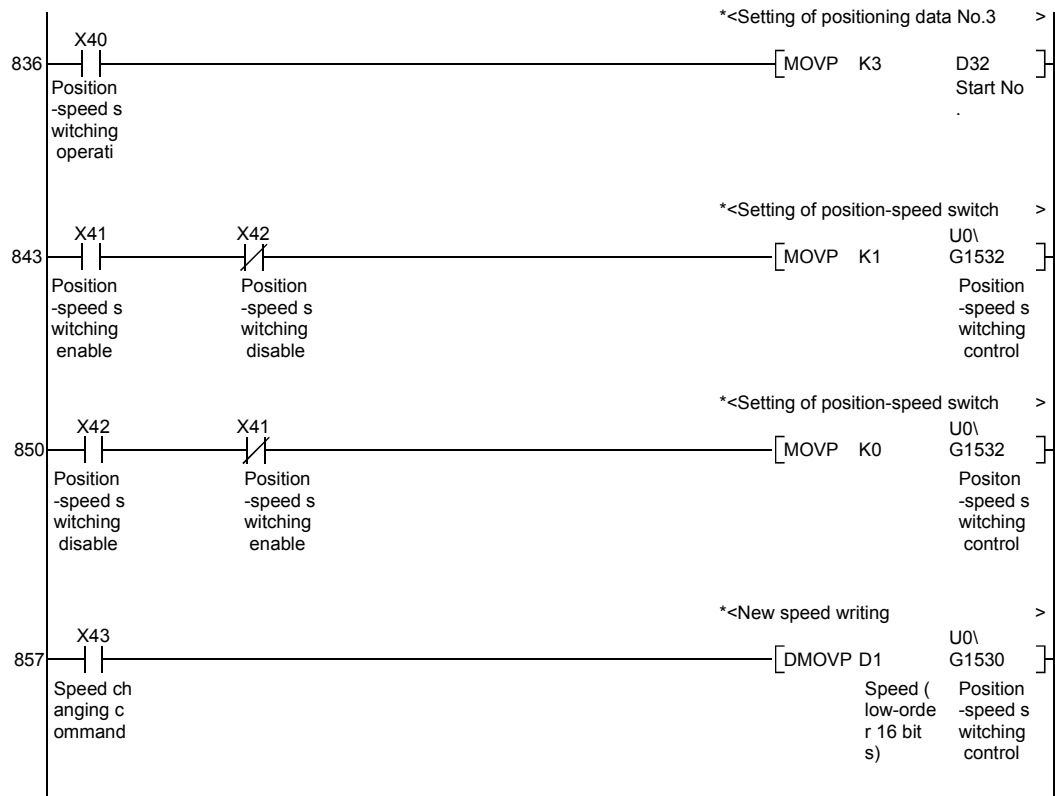 *<Setting of positioning data No.3 >
X40
836 MOVP K3 D32
Position
-speed s
witching
operati
Start No
.
*<Setting of position-speed switch >
X41 X42 U0\
843 MOVP K1 G1532
Position Position Position
-speed s -speed s -speed s
witching witching witching
enable disable control
*<Setting of position-speed switch >
X42 X41 U0\
850 MOVP K0 G1532
Position Position Positon
-speed s -speed s -speed s
witching witching witching
disable enable control
*<New speed writing >
X43 U0\
857 DMOVP D1 G1530
Speed ch Speed ( Position
anging c low-orde -speed s
ommand r 16 bit witching
s) control